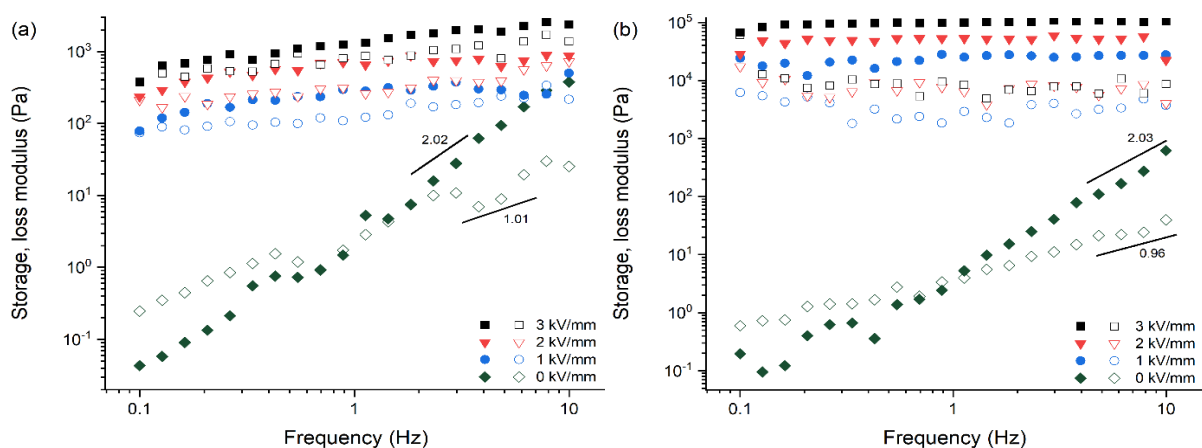 (a)
Storage, loss modulus (Pa)
10³
10²
10¹
10⁰
10⁻¹
2.02
1.01
3 kV/mm
2 kV/mm
1 kV/mm
0 kV/mm
0.1
1
10
Frequency (Hz)
(b)
Storage, loss modulus (Pa)
10⁵
10⁴
10³
10²
10¹
10⁰
10⁻¹
2.03
0.96
3 kV/mm
2 kV/mm
1 kV/mm
0 kV/mm
0.1
1
10
Frequency (Hz)